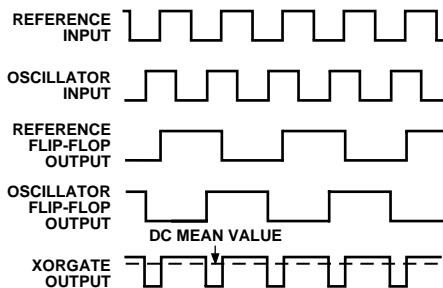 REFERENCE
INPUT
OSCILLATOR
INPUT
REFERENCE
FLIP-FLOP
OUTPUT
OSCILLATOR
FLIP-FLOP
OUTPUT
DC MEAN VALUE
XORGATE
OUTPUT